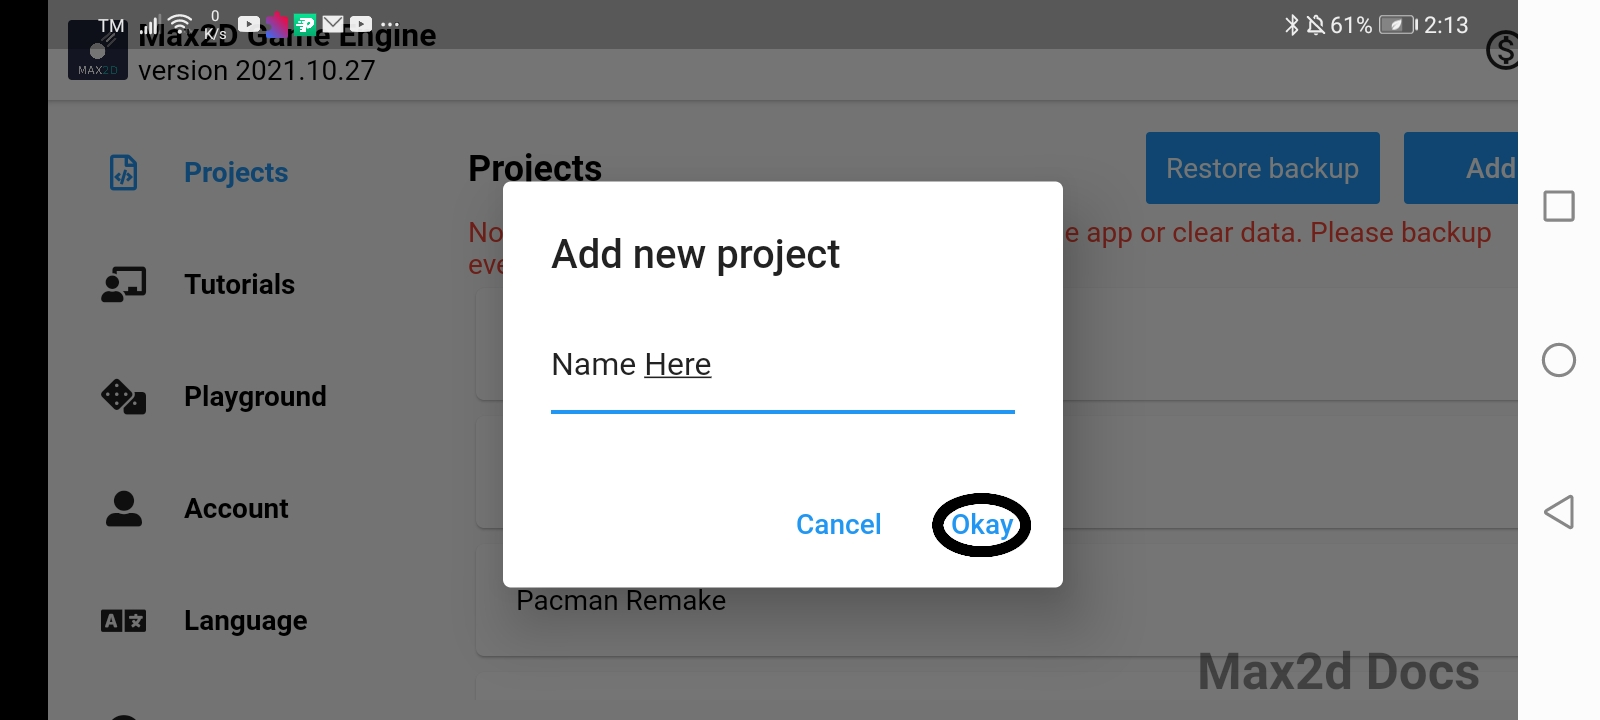 TM 0 K/s ... 61% 2:13
Max2D Game Engine
MAX2D
version 2021.10.27
Projects
Tutorials
Playground
Account
Language
Projects
Restore backup
Add
No
e app or clear data. Please backup
eve
Add new project
Name Here
Cancel
Okay
Pacman Remake
Max2d Docs